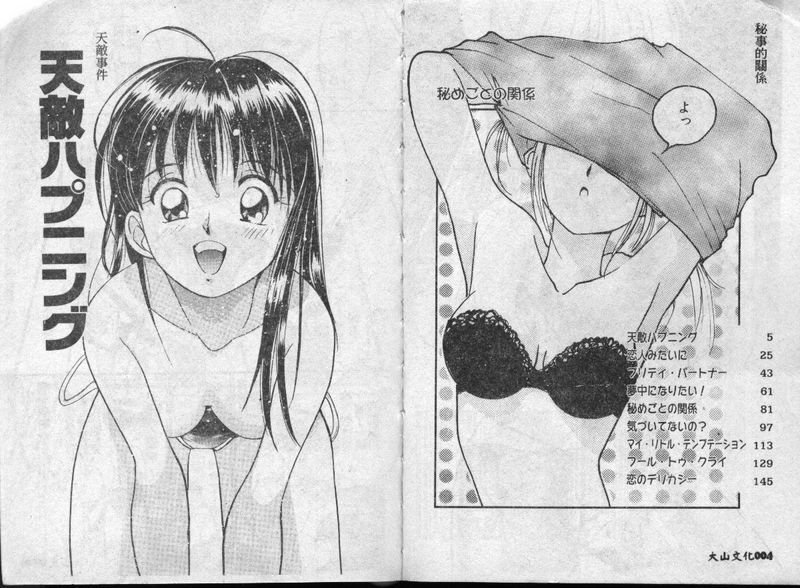 秘事的關係
秘めごとの関係
よっ
天敵ハプニング 5
恋人みたいに 25
プリティ・パートナー 43
夢中になりたい! 61
秘めごとの関係 81
気づいてないの? 97
マイ・リトル・テンプテーション 113
フール・トゥ・クライ 129
恋のデリカシー 145
大山文化004
天敵事件
天敵ハプニング